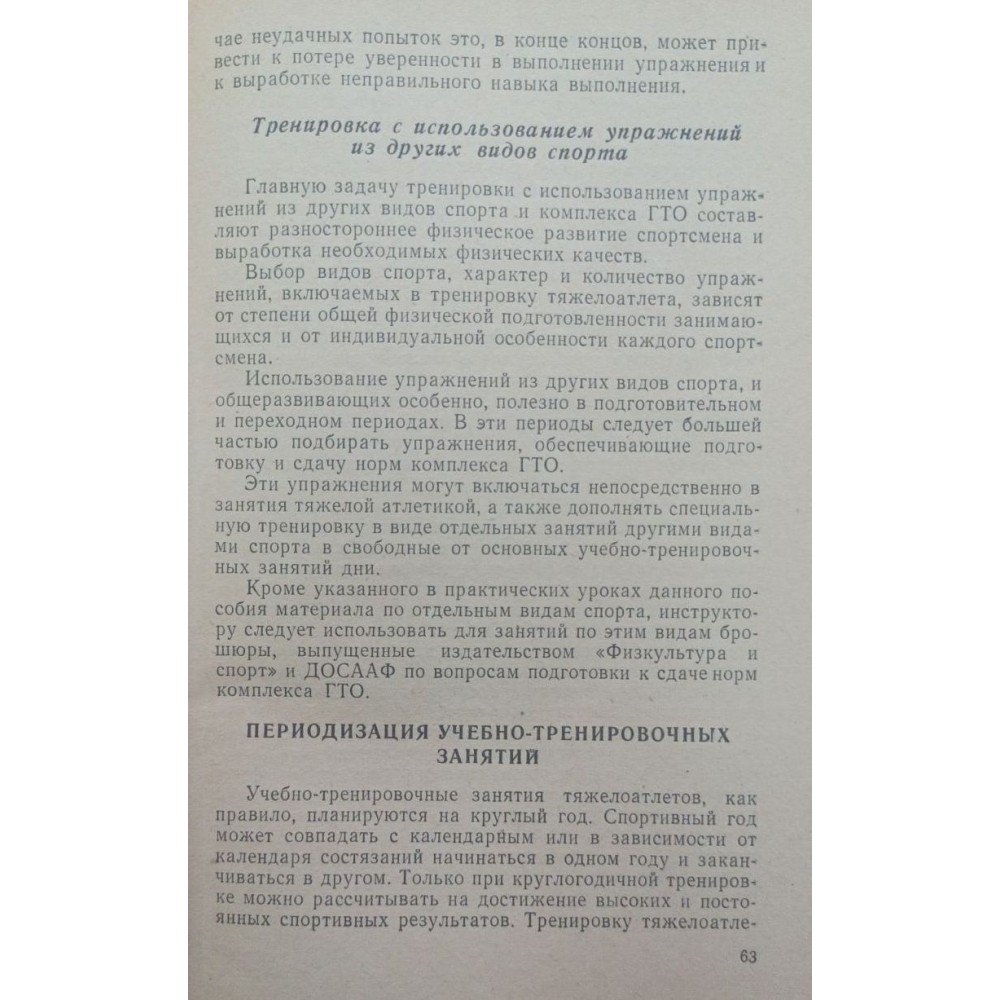 чае неудачных попыток это, в конце концов, может при-
вести к потере уверенности в выполнении упражнения и
к выработке неправильного навыка выполнения.
Тренировка с использованием упражнений
из других видов спорта
Главную задачу тренировки с использованием упраж-
нений из других видов спорта и комплекса ГТО состав-
ляют разностороннее физическое развитие спортсмена и
выработка необходимых физических качеств.
Выбор видов спорта, характер и количество упраж-
нений, включаемых в тренировку тяжелоатлета, зависят
от степени общей физической подготовленности занимаю-
щихся и от индивидуальной особенности каждого спорт-
смена.
Использование упражнений из других видов спорта, и
общеразвивающих особенно, полезно в подготовительном
и переходном периодах. В эти периоды следует большей
частью подбирать упражнения, обеспечивающие подго-
товку и сдачу норм комплекса ГТО.
Эти упражнения могут включаться непосредственно в
занятия тяжелой атлетикой, а также дополнять специаль-
ную тренировку в виде отдельных занятий другими вида-
ми спорта в свободные от основных учебно-тренировоч-
ных занятий дни.
Кроме указанного в практических уроках данного по-
собия материала по отдельным видам спорта, инструкто-
ру следует использовать для занятий по этим видам бро-
шюры, выпущенные издательством «Физкультура и
спорт» и ДОСААФ по вопросам подготовки к сдаче норм
комплекса ГТО.
ПЕРИОДИЗАЦИЯ УЧЕБНО-ТРЕНИРОВОЧНЫХ
ЗАНЯТИЙ
Учебно-тренировочные занятия тяжелоатлетов, как
правило, планируются на круглый год. Спортивный год
может совпадать с календарным или в зависимости от
календаря состязаний начинаться в одном году и закан-
чиваться в другом. Только при круглогодичной трениров-
ке можно рассчитывать на достижение высоких и посто-
янных спортивных результатов. Тренировку тяжелоатле-
63